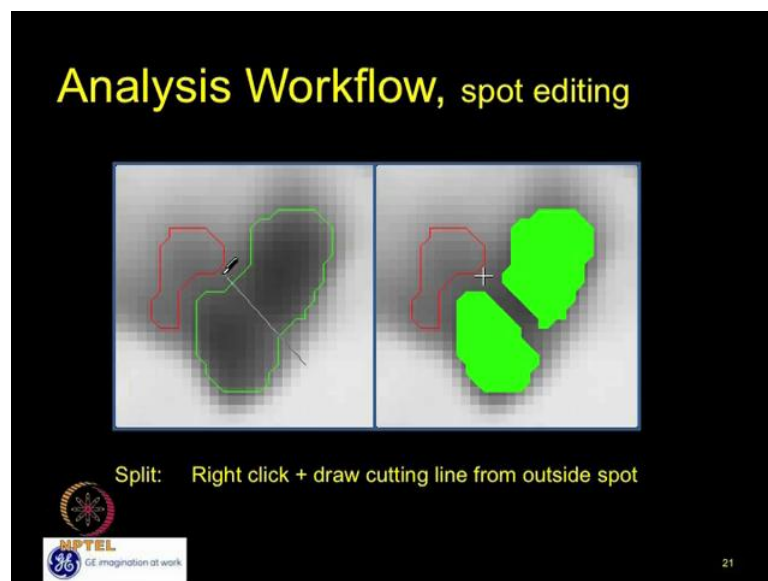 Analysis Workflow, spot editing
Split: Right click + draw cutting line from outside spot
NPTEL
GE imagination at work
21